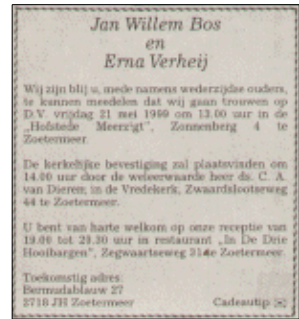 Jan Willem Bos
en
Erna Verheij
Wij zijn blij u, mede namens wederzijdse ouders,
te kunnen meedelen dat wij gaan trouwen op
D.V. vrijdag 21 mei 1999 om 13.00 uur in de
„Hofstede Meerzigt", Zonnenberg 4 te
Zoetermeer.
De kerkelijke bevestiging zal plaatsvinden om
14.00 uur door de weleerwaarde heer ds. C. A.
van Dieren, in de Vredekerk, Zwaardslootseweg
44 te Zoetermeer.
U bent van harte welkom op onze receptie van
19.00 tot 20.30 uur in restaurant „In De Drie
Hooibargen", Zegwaartseweg Zoetermeer.
Toekomstig adres:
Bermudablauw 27
2718 JH Zoetermeer Cadeautip ✉